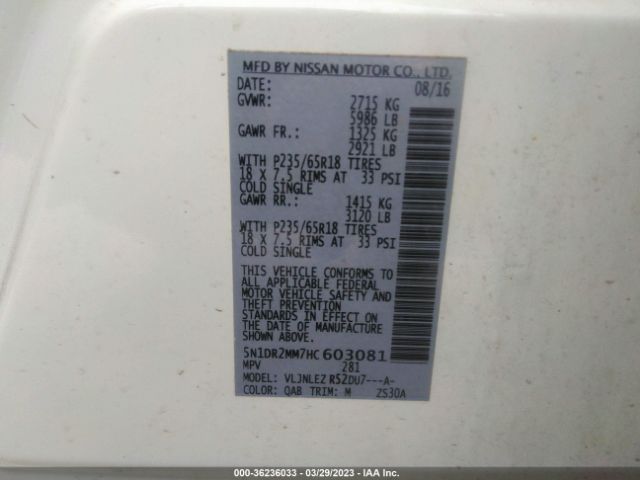 MFD BY NISSAN MOTOR CO., LTD.
DATE: 08/16
GVWR: 2715 KG
5986 LB
GAWR FR.: 1325 KG
2921 LB
WITH P235/65R18 TIRES
18 X 7.5 RIMS AT 33 PSI
COLD SINGLE
GAWR RR.: 1415 KG
3120 LB
WITH P235/65R18 TIRES
18 X 7.5 RIMS AT 33 PSI
COLD SINGLE
THIS VEHICLE CONFORMS TO
ALL APPLICABLE FEDERAL
MOTOR VEHICLE SAFETY AND
THEFT PREVENTION
STANDARDS IN EFFECT ON
THE DATE OF MANUFACTURE
SHOWN ABOVE.
5N1DR2MM7HC603081
MPV 281
MODEL: VLJNLEZ R52DU7---A-
COLOR: QAB TRIM: M ZS30A
000-36236033 — 03/29/2023 — IAA Inc.